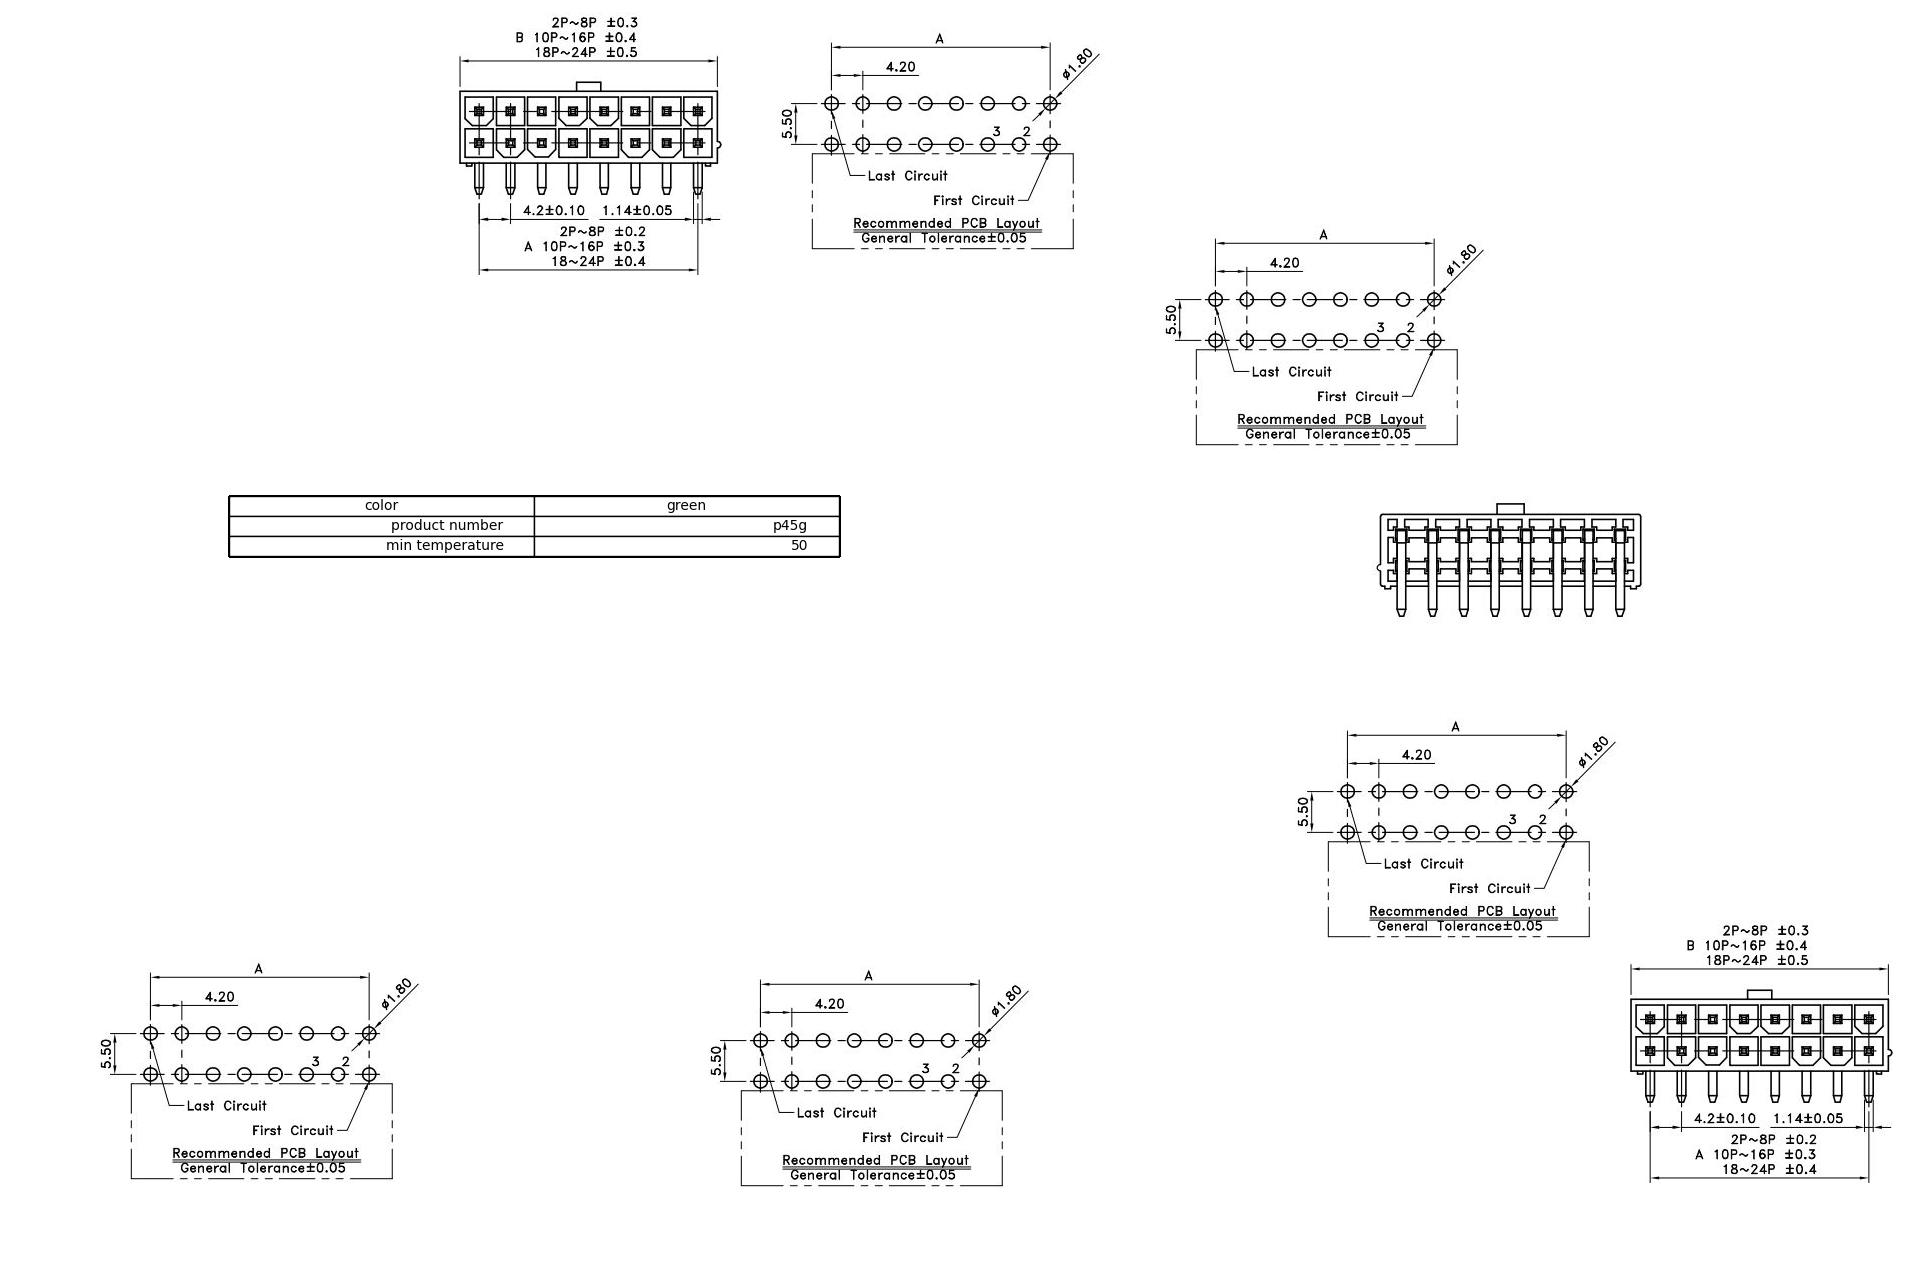 2P~8P ±0.3
B 10P~16P ±0.4
18P~24P ±0.5
4.2±0.10 1.14±0.05
2P~8P ±0.2
A 10P~16P ±0.3
18~24P ±0.4
A
4.20
ø1.80
5.50
3 2
Last Circuit
First Circuit
Recommended PCB Layout
General Tolerance±0.05
A
4.20
ø1.80
5.50
3 2
Last Circuit
First Circuit
Recommended PCB Layout
General Tolerance±0.05
color green
product number p45g
min temperature 50
A
4.20
ø1.80
5.50
3 2
Last Circuit
First Circuit
Recommended PCB Layout
General Tolerance±0.05
2P~8P ±0.3
B 10P~16P ±0.4
18P~24P ±0.5
4.2±0.10 1.14±0.05
2P~8P ±0.2
A 10P~16P ±0.3
18~24P ±0.4
A
4.20
ø1.80
5.50
3 2
Last Circuit
First Circuit
Recommended PCB Layout
General Tolerance±0.05
A
4.20
ø1.80
5.50
3 2
Last Circuit
First Circuit
Recommended PCB Layout
General Tolerance±0.05